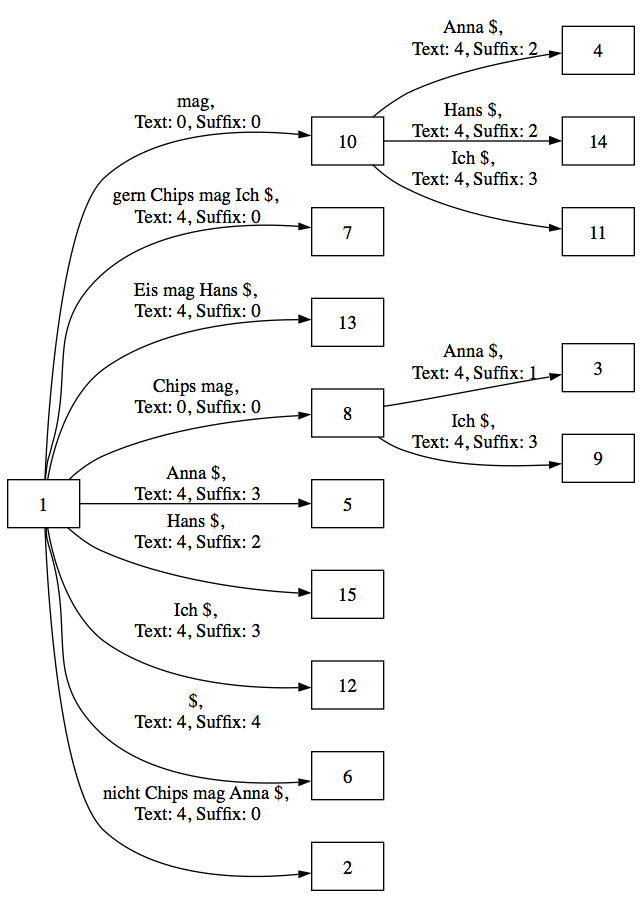 Anna $,
Text: 4, Suffix: 2
4
mag,
Text: 0, Suffix: 0
10
Hans $,
Text: 4, Suffix: 2
14
Ich $,
Text: 4, Suffix: 3
11
gern Chips mag Ich $,
Text: 4, Suffix: 0
7
Eis mag Hans $,
Text: 4, Suffix: 0
13
Chips mag,
Text: 0, Suffix: 0
8
Anna $,
Text: 4, Suffix: 1
3
Ich $,
Text: 4, Suffix: 3
9
1
Anna $,
Text: 4, Suffix: 3
5
Hans $,
Text: 4, Suffix: 2
15
Ich $,
Text: 4, Suffix: 3
12
$,
Text: 4, Suffix: 4
6
nicht Chips mag Anna $,
Text: 4, Suffix: 0
2